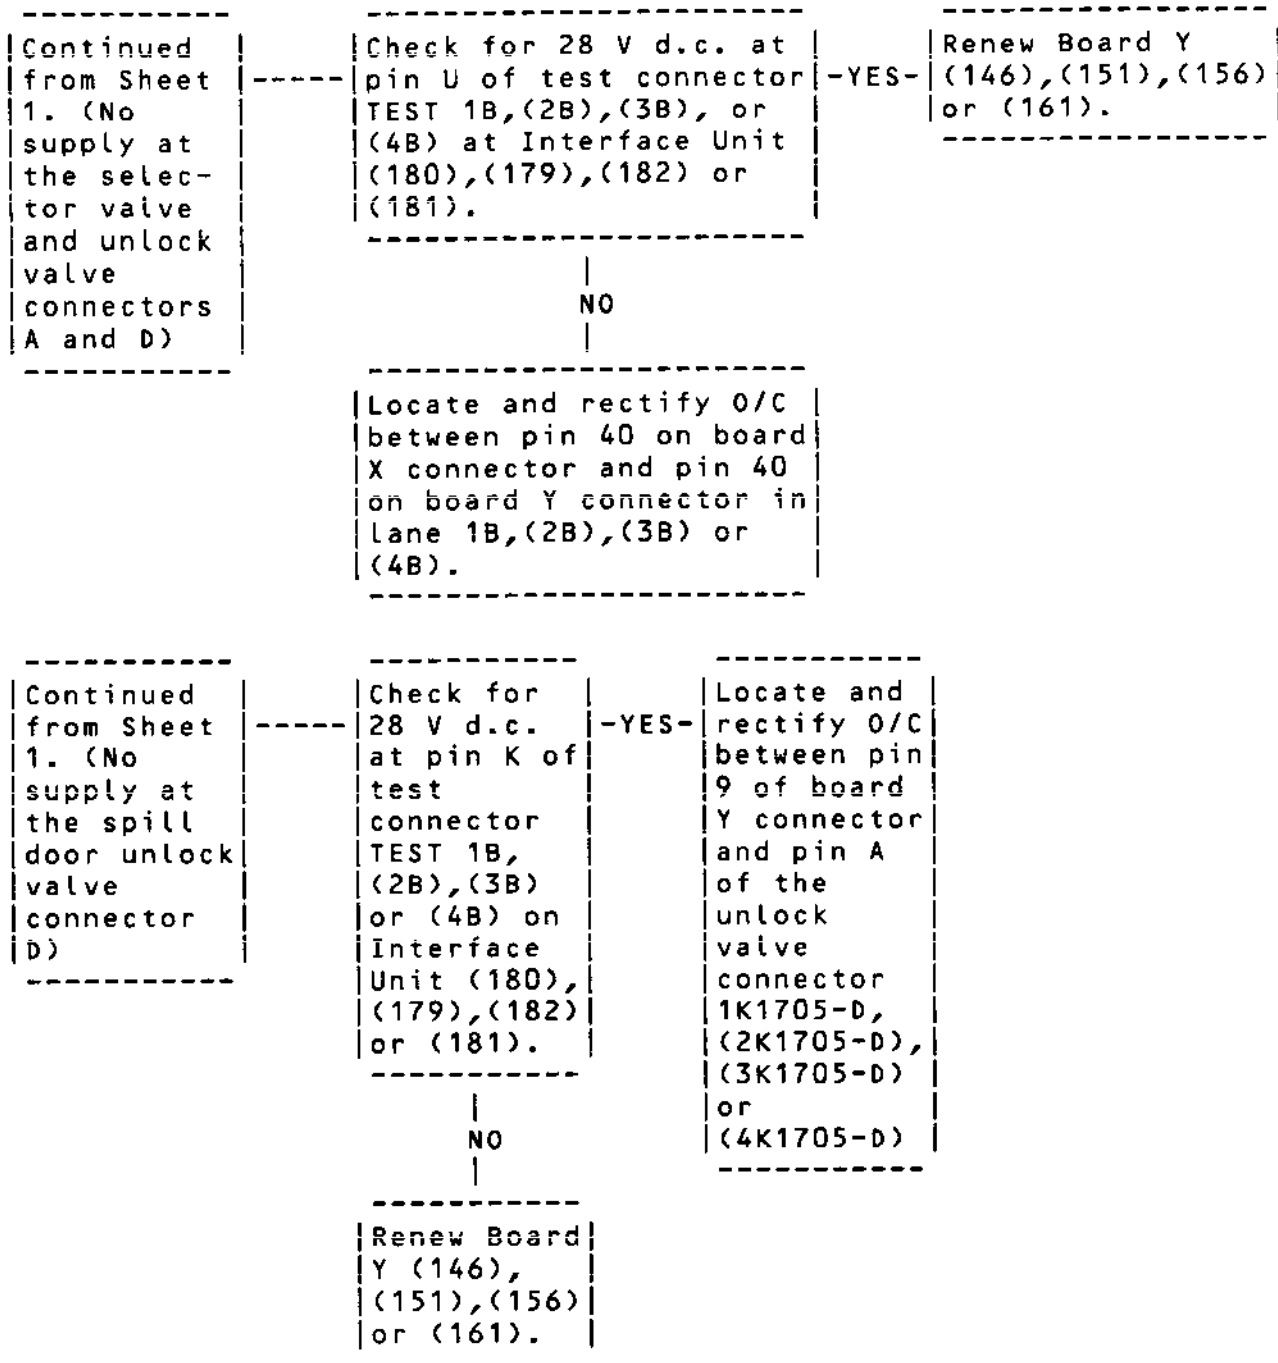 Continued
from Sheet
1. (No
supply at
the selec-
tor valve
and unlock
valve
connectors
A and D)
Check for 28 V d.c. at
pin U of test connector
TEST 1B,(2B),(3B), or
(4B) at Interface Unit
(180),(179),(182) or
(181).
-YES-
Renew Board Y
(146),(151),(156)
or (161).
NO
Locate and rectify O/C
between pin 40 on board
X connector and pin 40
on board Y connector in
lane 1B,(2B),(3B) or
(4B).
Continued
from Sheet
1. (No
supply at
the spill
door unlock
valve
connector
D)
Check for
28 V d.c.
at pin K of
test
connector
TEST 1B,
(2B),(3B)
or (4B) on
Interface
Unit (180),
(179),(182)
or (181).
-YES-
Locate and
rectify O/C
between pin
9 of board
Y connector
and pin A
of the
unlock
valve
connector
1K1705-D,
(2K1705-D),
(3K1705-D)
or
(4K1705-D)
NO
Renew Board
Y (146),
(151),(156)
or (161).